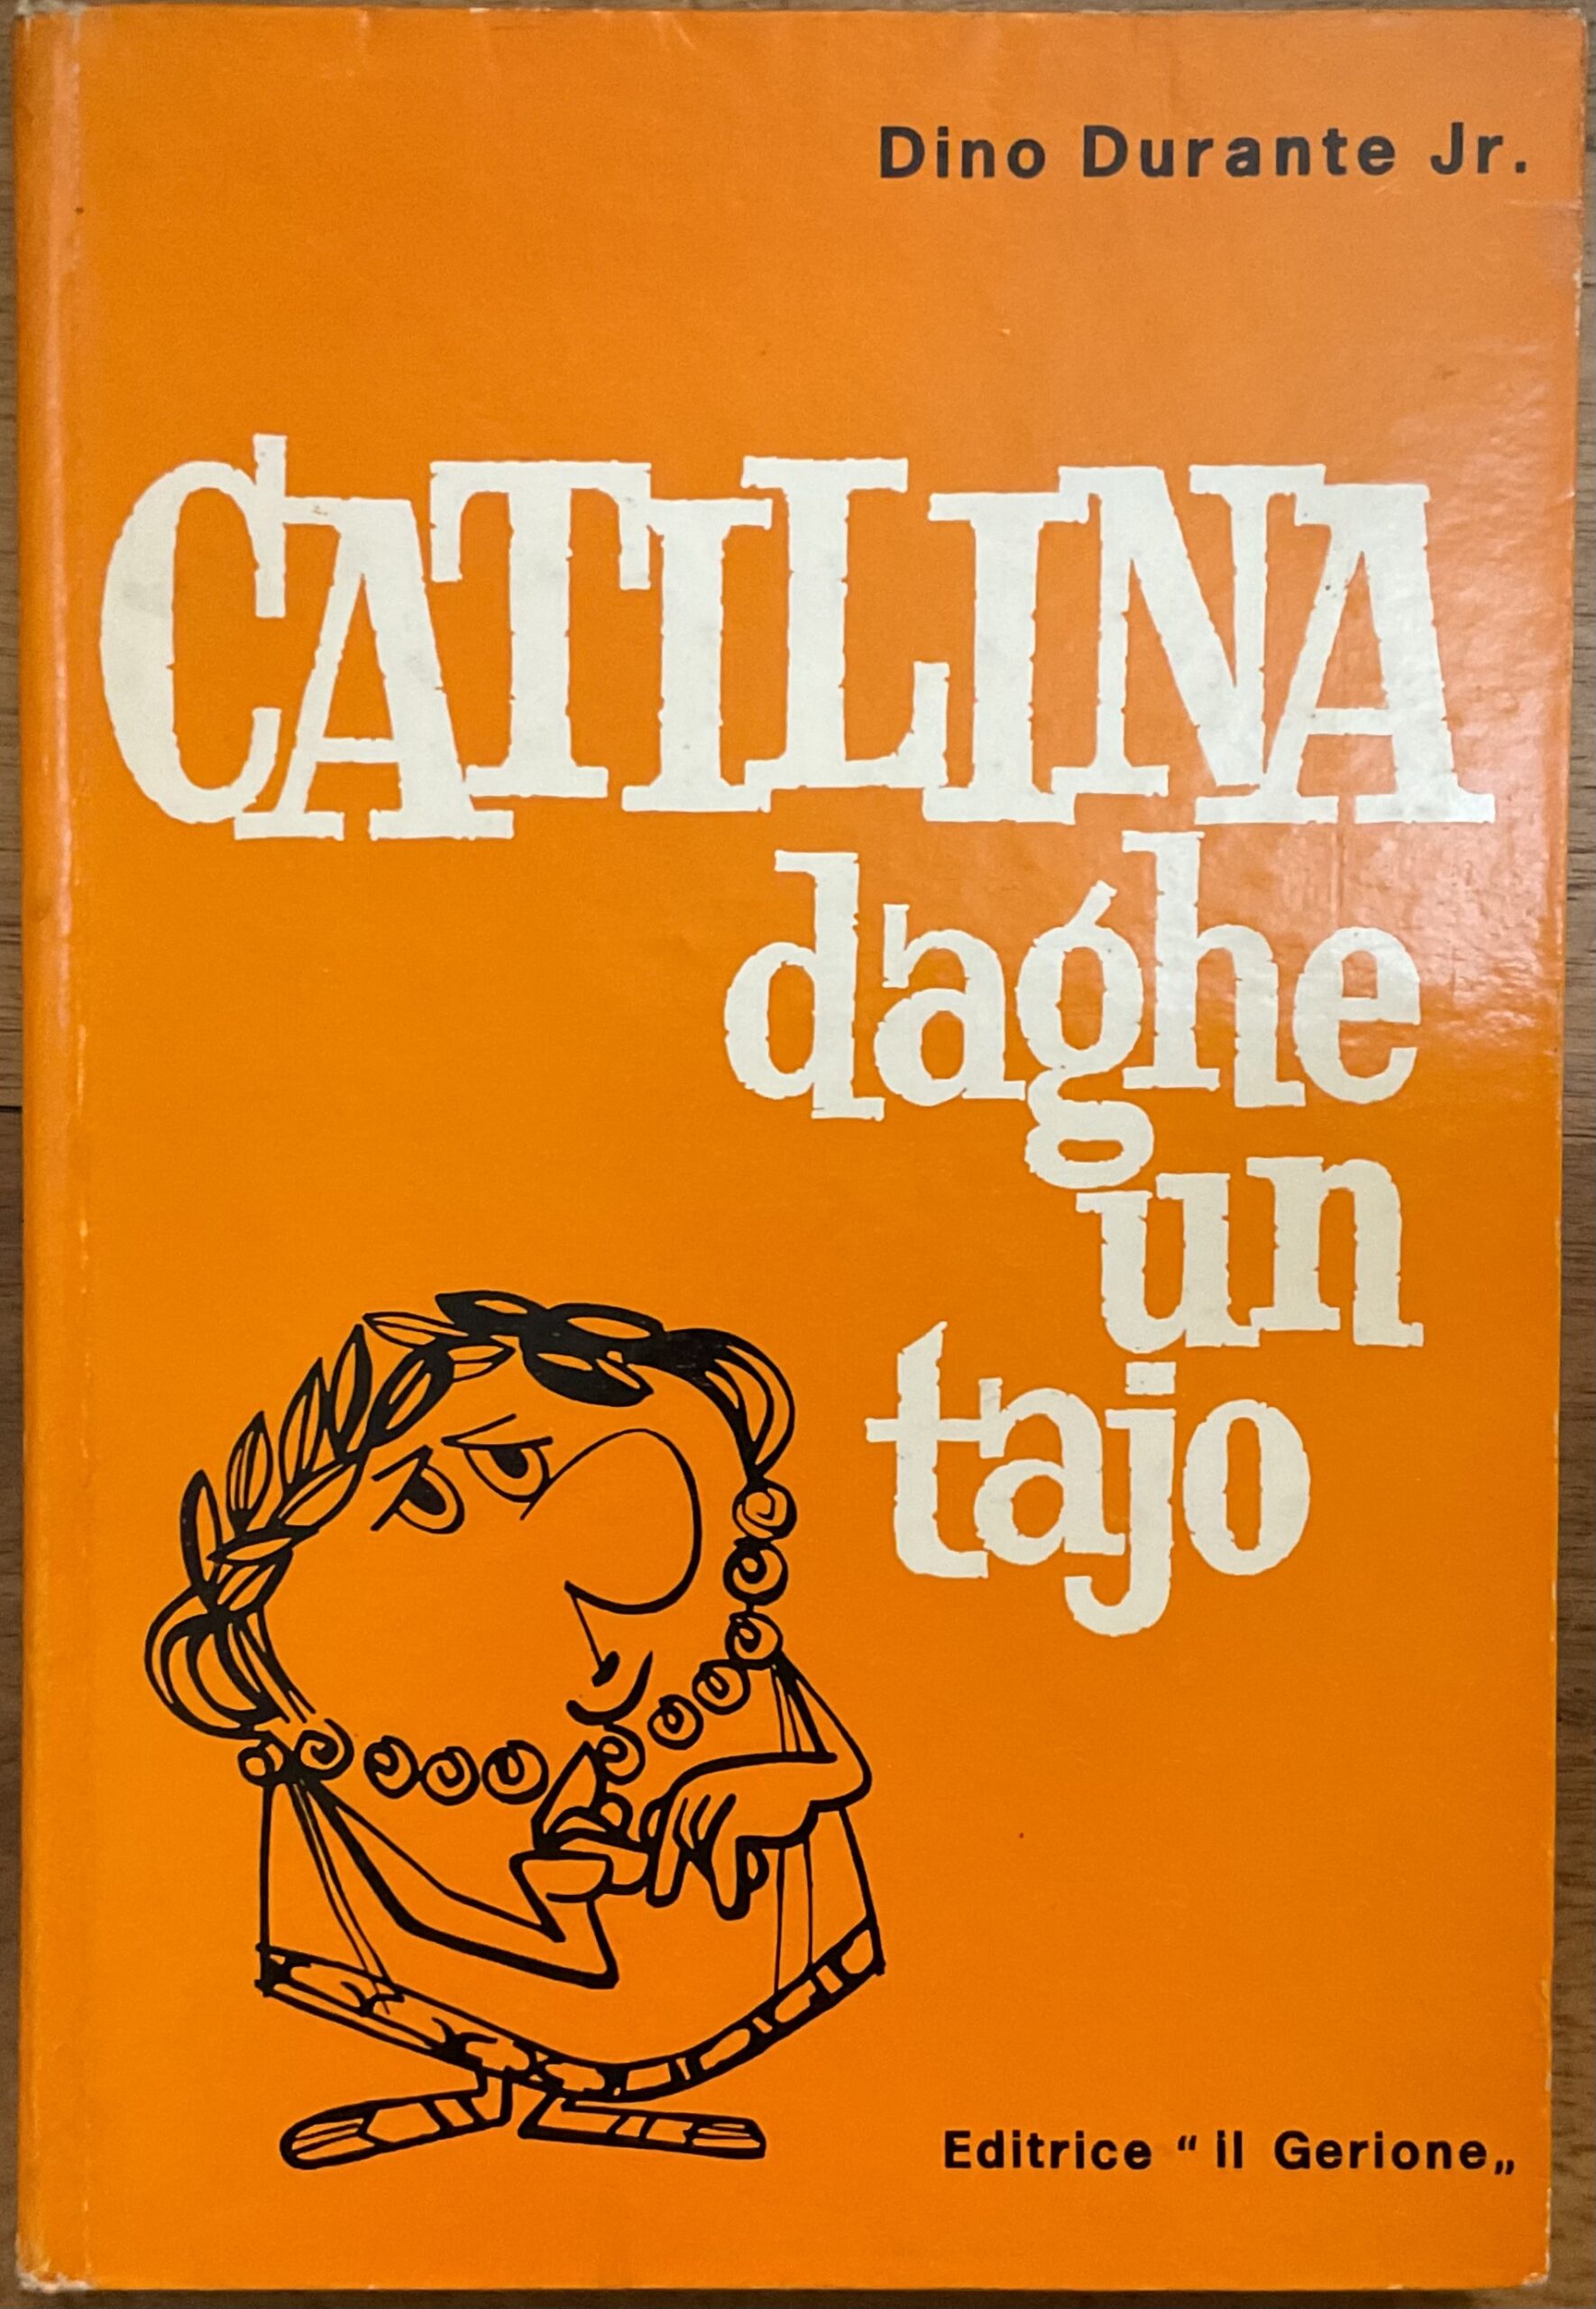 Dino Durante Jr.
CATILINA
daghe
un
tajo
Editrice “ il Gerione„